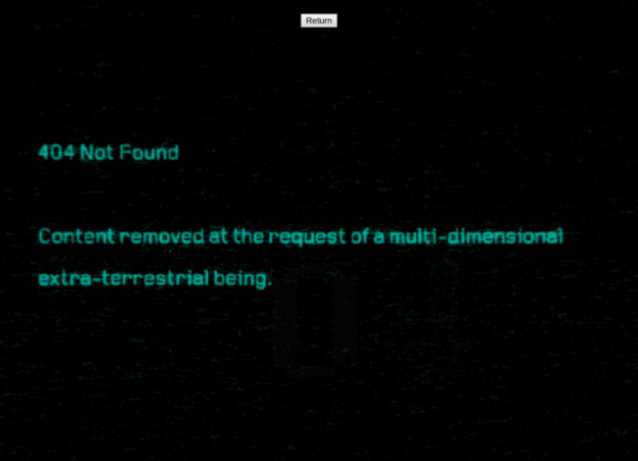 Return
404 Not Found
Content removed at the request of a multi-dimensional
extra-terrestrial being.